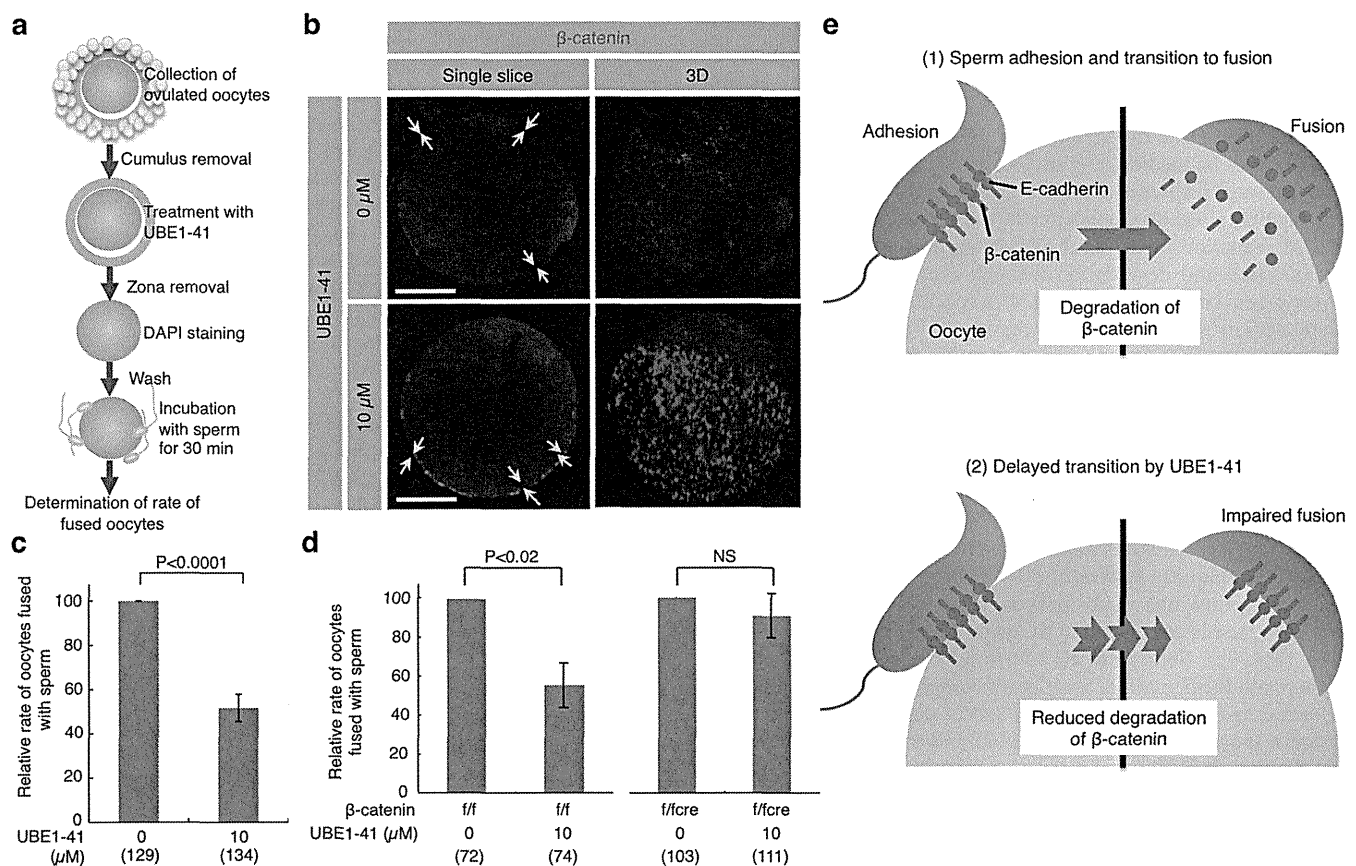 a
Collection of
ovulated oocytes
Cumulus removal
Treatment with
UBE1-41
Zona removal
DAPI staining
Wash
Incubation
with sperm
for 30 min
Determination of rate of
fused oocytes
b
β-catenin
Single slice
3D
UBE1-41
0 µM
10 µM
c
P<0.0001
Relative rate of oocytes fused
with sperm
100
80
60
40
20
0
UBE1-41
(µM)
0
10
(129)
(134)
d
P<0.02
NS
Relative rate of oocytes
fused with sperm
100
80
60
40
20
0
β-catenin
f/f
f/f
f/fcre
f/fcre
UBE1-41 (µM)
0
10
0
10
(72)
(74)
(103)
(111)
e
(1) Sperm adhesion and transition to fusion
Adhesion
Fusion
E-cadherin
β-catenin
Oocyte
Degradation of
β-catenin
(2) Delayed transition by UBE1-41
Impaired fusion
Reduced degradation
of β-catenin